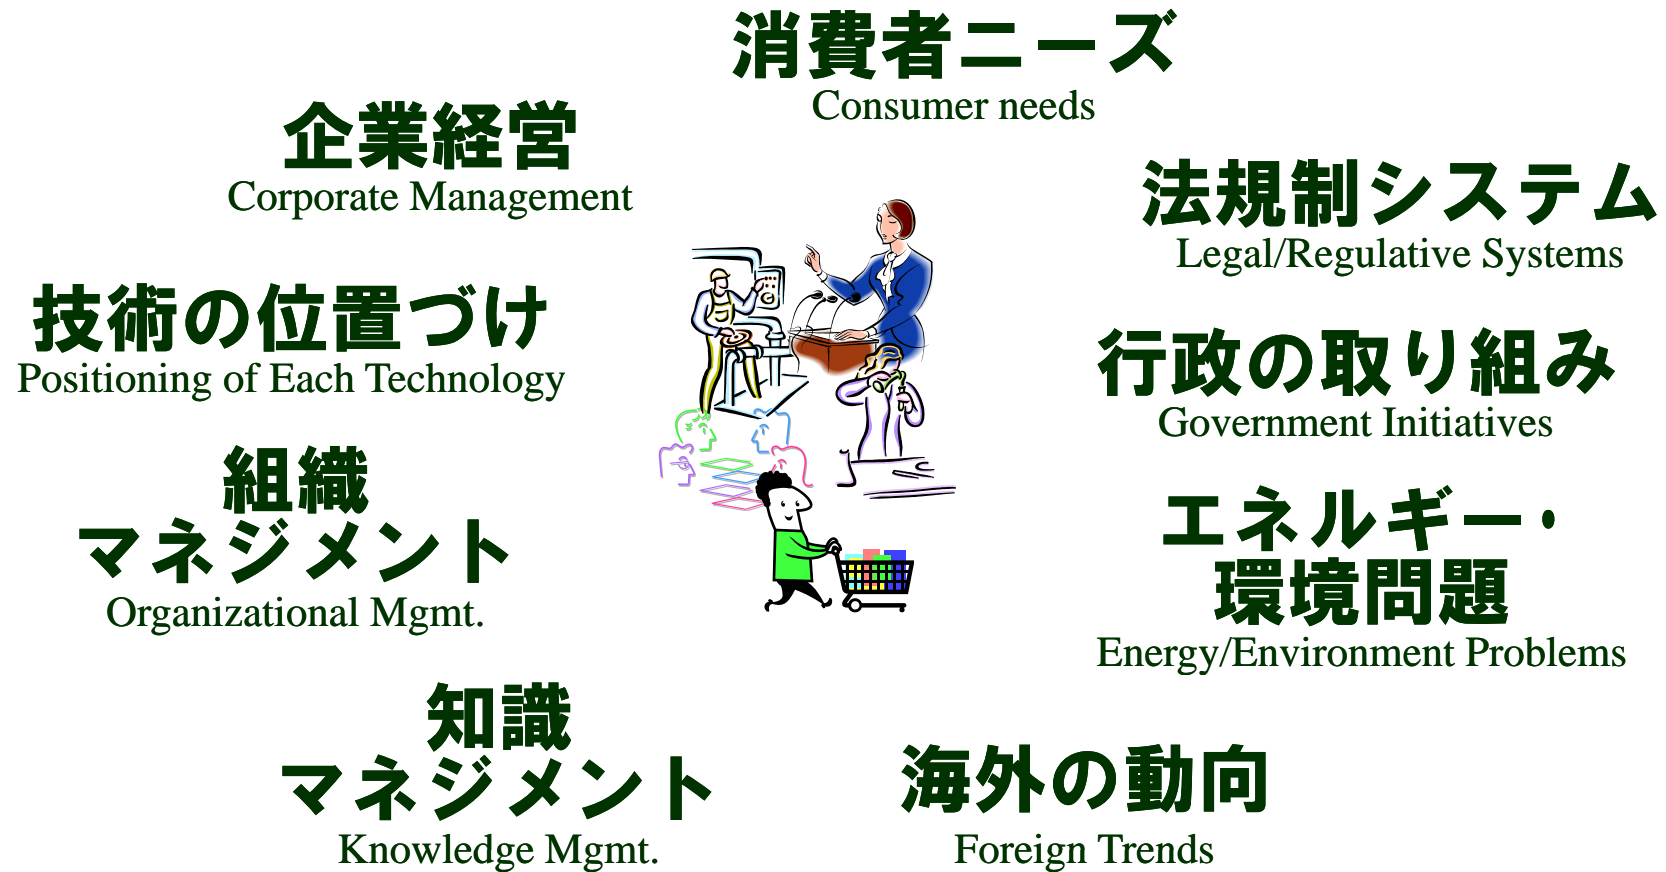 消費者ニーズ
Consumer needs
企業経営
Corporate Management
法規制システム
Legal/Regulative Systems
技術の位置づけ
Positioning of Each Technology
行政の取り組み
Government Initiatives
組織
マネジメント
Organizational Mgmt.
エネルギー・
環境問題
Energy/Environment Problems
知識
マネジメント
Knowledge Mgmt.
海外の動向
Foreign Trends